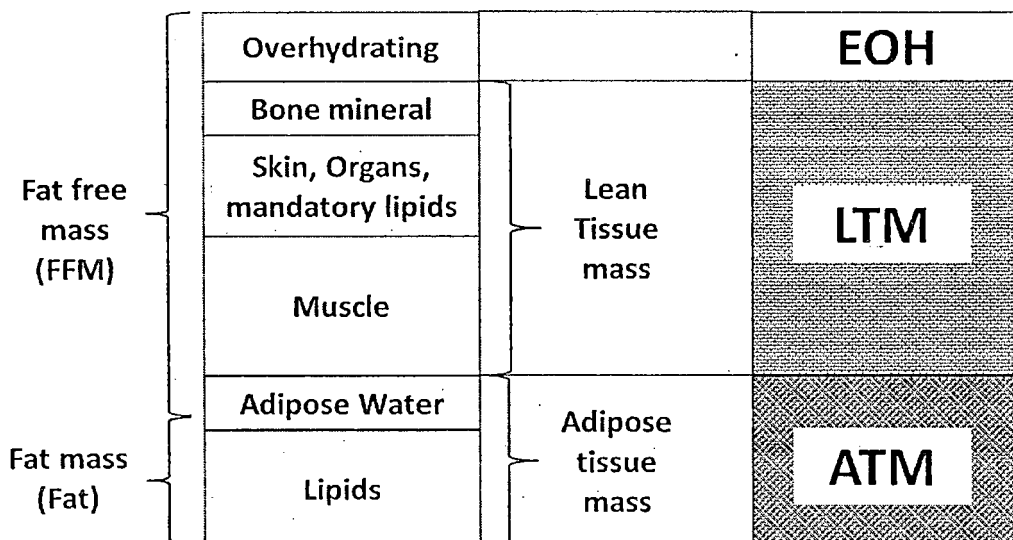 Overhydrating
EOH
Bone mineral
Skin, Organs,
mandatory lipids
Muscle
Fat free
mass
(FFM)
Lean
Tissue
mass
LTM
Adipose Water
Lipids
Fat mass
(Fat)
Adipose
tissue
mass
ATM